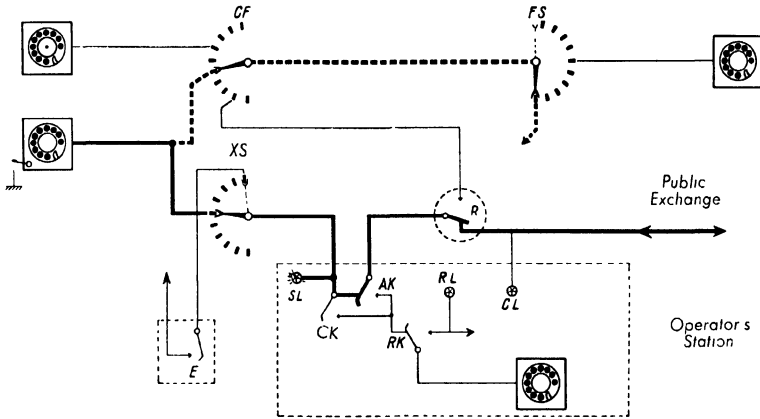 CF
FS
XS
Public
Exchange
R
SL
AK
RL
CL
CK
RK
E
Operator s
Station